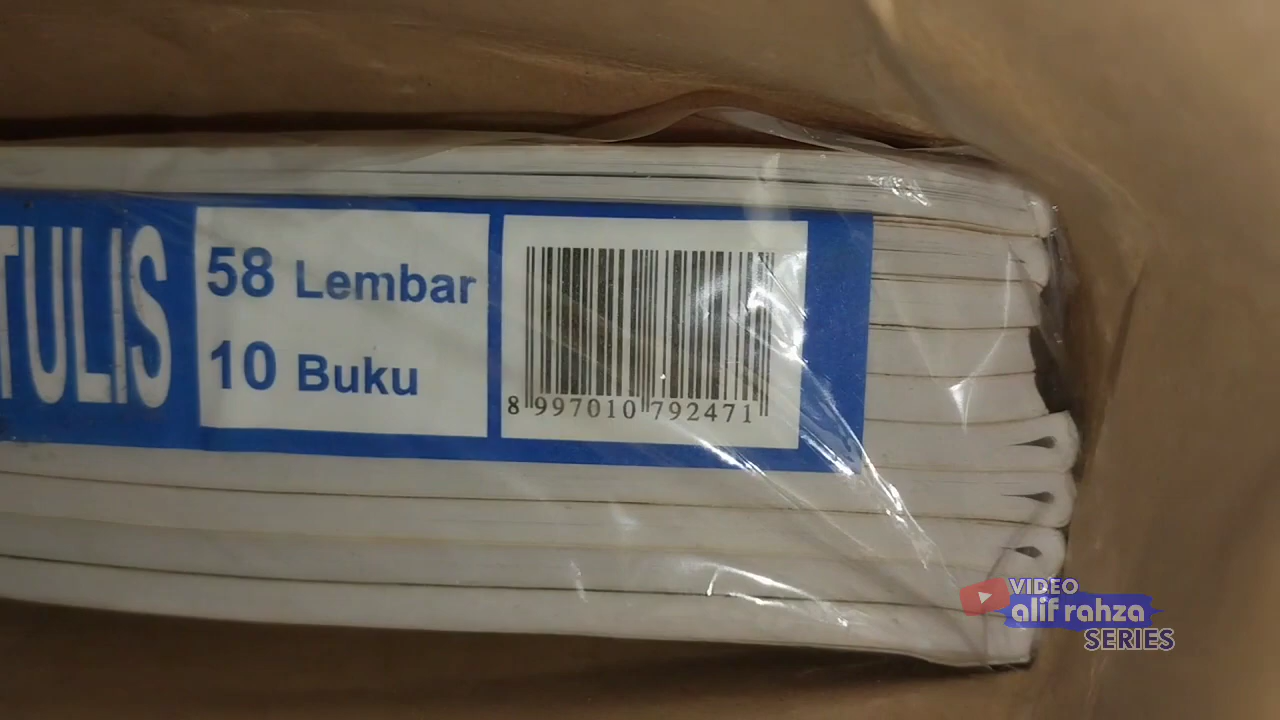 TULIS
58 Lembar
10 Buku
8 997010 792471
VIDEO
alif rahza
SERIES